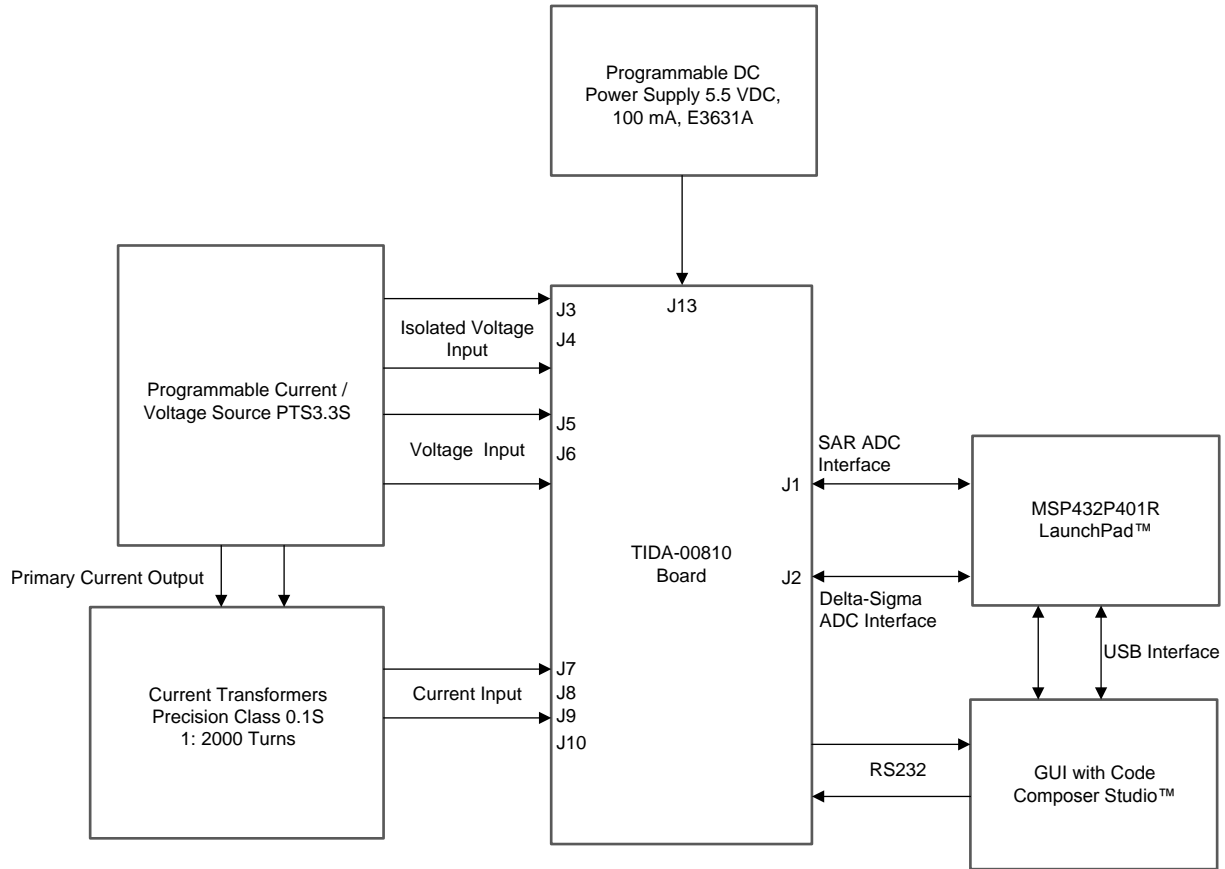 Programmable DC
Power Supply 5.5 VDC,
100 mA, E3631A
J13
J3
Isolated Voltage
Input
J4
Programmable Current /
Voltage Source PTS3.3S
J5
Voltage  Input
J6
SAR ADC
Interface
J1
MSP432P401R
LaunchPad™
TIDA-00810
Board
J2
Delta-Sigma
ADC Interface
Primary Current Output
USB Interface
Current Transformers
Precision Class 0.1S
1: 2000 Turns
Current Input
J7
J8
J9
J10
RS232
GUI with Code
Composer Studio™